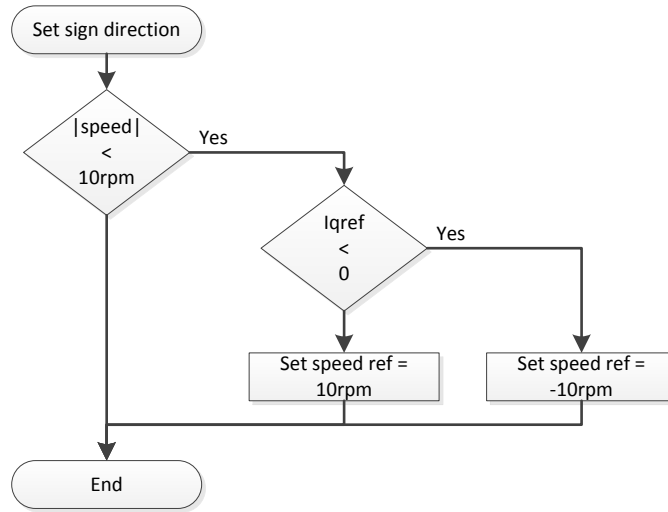 Set sign direction
|speed|
<
10rpm
Yes
Iqref
<
0
Yes
Set speed ref =
10rpm
Set speed ref =
-10rpm
End